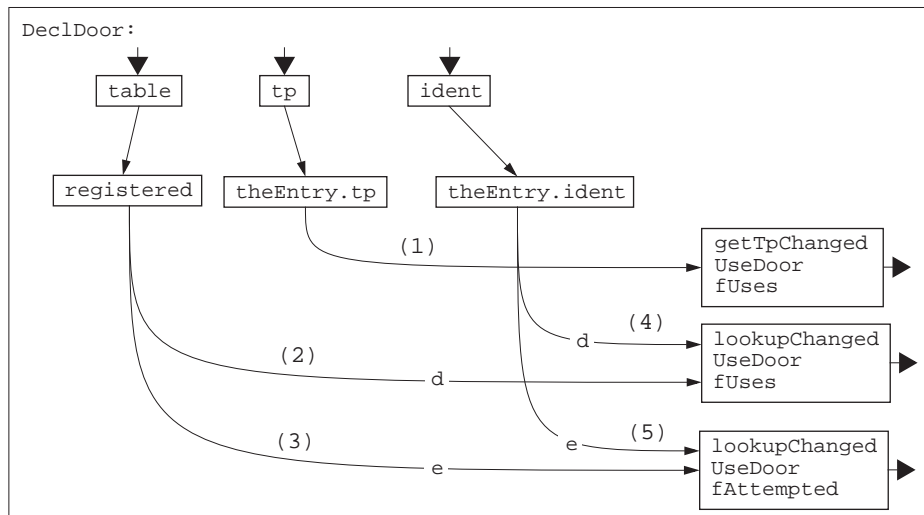 DeclDoor:
table
tp
ident
registered
theEntry.tp
theEntry.ident
(1)
getTpChanged
UseDoor
fUses
(4)
d
lookupChanged
UseDoor
fUses
(2)
d
(3)
e
(5)
e
lookupChanged
UseDoor
fAttempted